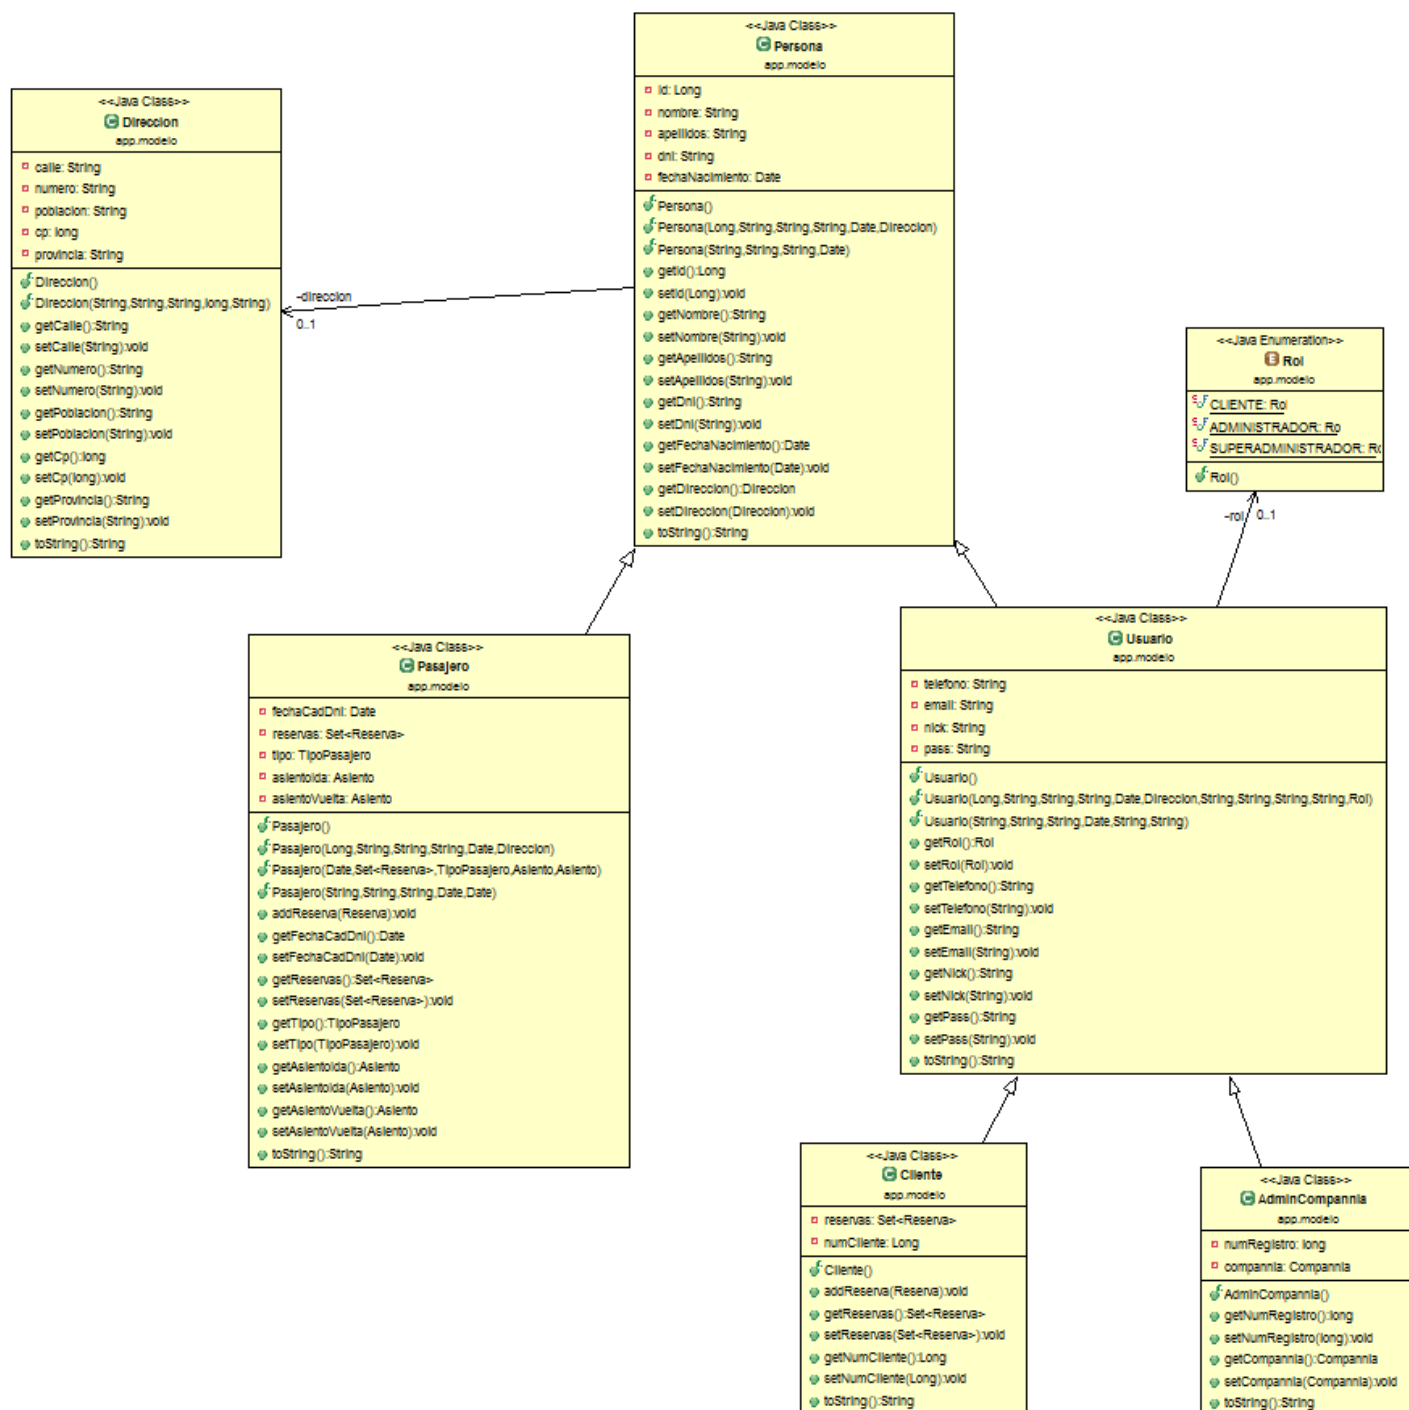 <<Java Class>>
Persona
app.modelo
id: Long
nombre: String
apellidos: String
dni: String
fechaNacimiento: Date
Persona()
Persona(Long,String,String,String,Date,Direccion)
Persona(String,String,String,Date)
getId():Long
setId(Long):void
getNombre():String
setNombre(String):void
getApellidos():String
setApellidos(String):void
getDni():String
setDni(String):void
getFechaNacimiento():Date
setFechaNacimiento(Date):void
getDireccion():Direccion
setDireccion(Direccion):void
toString():String
<<Java Class>>
Direccion
app.modelo
calle: String
numero: String
poblacion: String
cp: long
provincia: String
Direccion()
Direccion(String,String,String,long,String)
getCalle():String
setCalle(String):void
getNumero():String
setNumero(String):void
getPoblacion():String
setPoblacion(String):void
getCp():long
setCp(long):void
getProvincia():String
setProvincia(String):void
toString():String
-direccion
0..1
<<Java Enumeration>>
Rol
app.modelo
CLIENTE: Rol
ADMINISTRADOR: Ro
SUPERADMINISTRADOR: Ro
Rol()
-rol
0..1
<<Java Class>>
Pasajero
app.modelo
fechaCadDni: Date
reservas: Set<Reserva>
tipo: TipoPasajero
asientoIda: Asiento
asientoVuelta: Asiento
Pasajero()
Pasajero(Long,String,String,String,Date,Direccion)
Pasajero(Date,Set<Reserva>,TipoPasajero,Asiento,Asiento)
Pasajero(String,String,String,Date,Date)
addReserva(Reserva):void
getFechaCadDni():Date
setFechaCadDni(Date):void
getReservas():Set<Reserva>
setReservas(Set<Reserva>):void
getTipo():TipoPasajero
setTipo(TipoPasajero):void
getAsientoIda():Asiento
setAsientoIda(Asiento):void
getAsientoVuelta():Asiento
setAsientoVuelta(Asiento):void
toString():String
<<Java Class>>
Usuario
app.modelo
telefono: String
email: String
nick: String
pass: String
Usuario()
Usuario(Long,String,String,String,Date,Direccion,String,String,String,String,Rol)
Usuario(String,String,String,Date,String,String)
getRol():Rol
setRol(Rol):void
getTelefono():String
setTelefono(String):void
getEmail():String
setEmail(String):void
getNick():String
setNick(String):void
getPass():String
setPass(String):void
toString():String
<<Java Class>>
Cliente
app.modelo
reservas: Set<Reserva>
numCliente: Long
Cliente()
addReserva(Reserva):void
getReservas():Set<Reserva>
setReservas(Set<Reserva>):void
getNumCliente():Long
setNumCliente(Long):void
toString():String
<<Java Class>>
AdminCompannia
app.modelo
numRegistro: long
compannia: Compannia
AdminCompannia()
getNumRegistro():long
setNumRegistro(long):void
getCompannia():Compannia
setCompannia(Compannia):void
toString():String